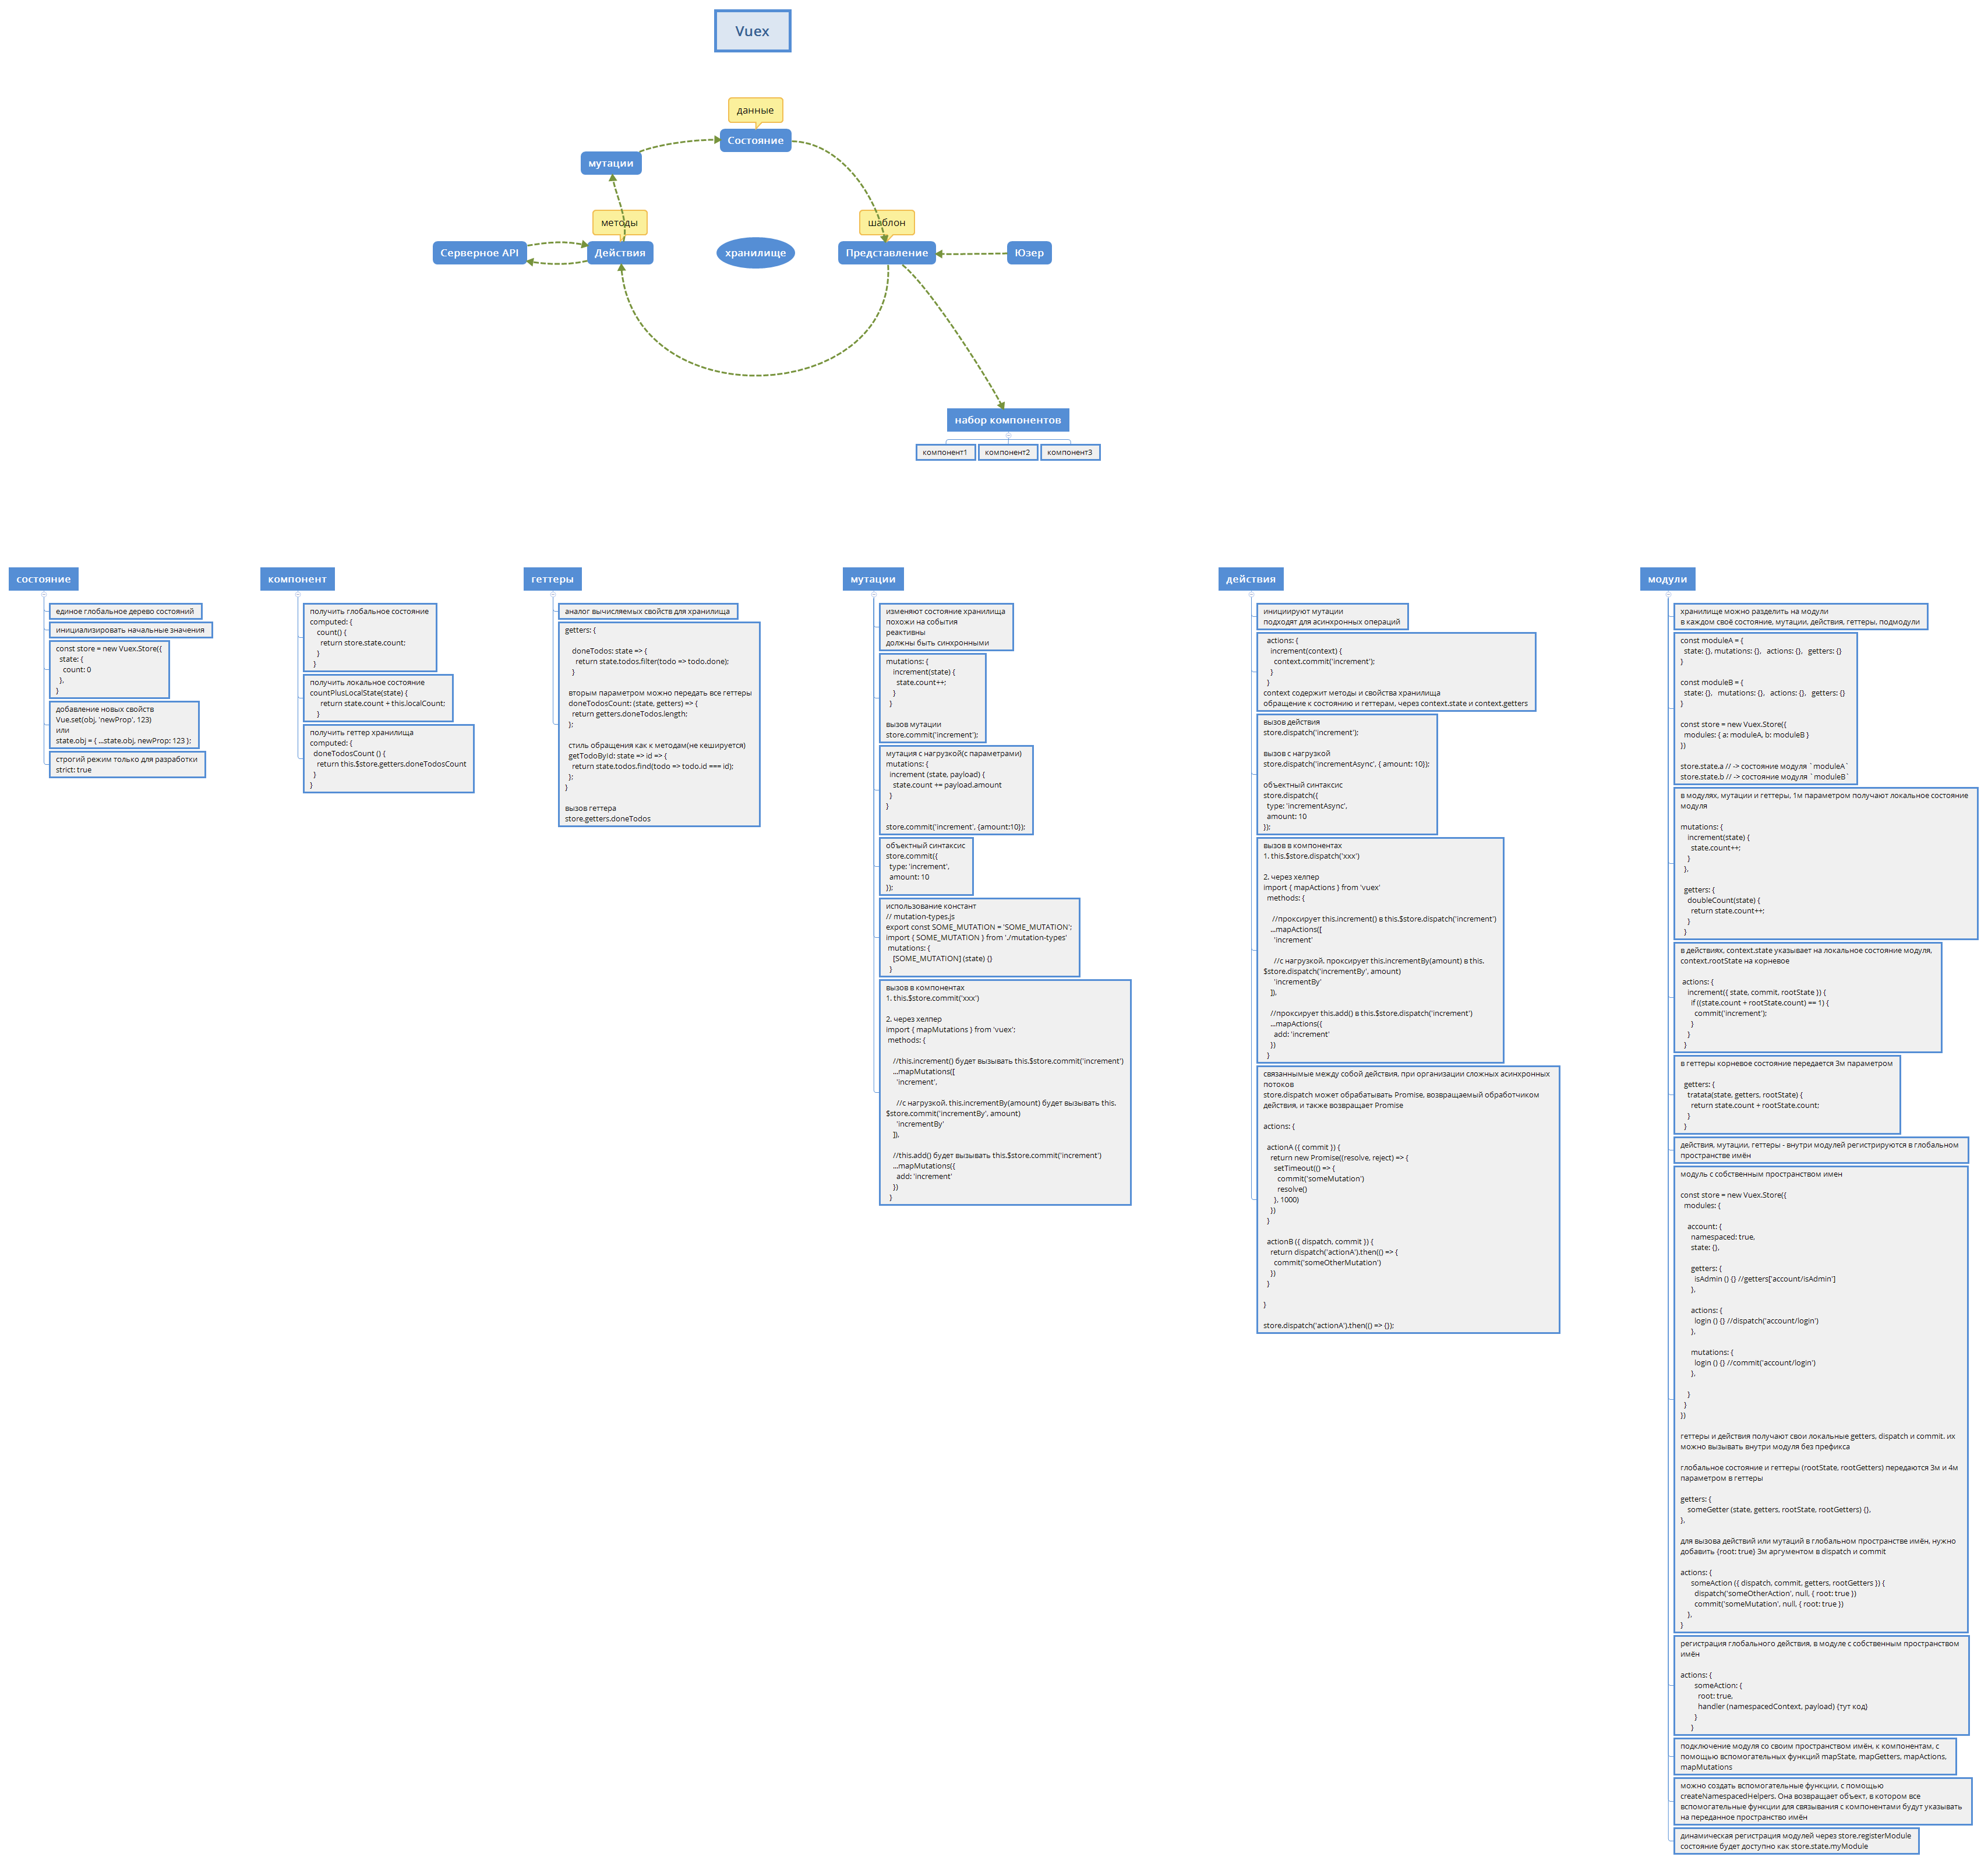 Vuex
данные
Состояние
мутации
методы
шаблон
Серверное API
Действия
хранилище
Представление
Юзер
набор компонентов
компонент1
компонент2
компонент3
состояние
единое глобальное дерево состояний
инициализировать начальные значения
const store = new Vuex.Store({
state: {
count: 0
},
}
добавление новых свойств
Vue.set(obj, 'newProp', 123)
или
state.obj = { ...state.obj, newProp: 123 };
строгий режим только для разработки
strict: true
компонент
получить глобальное состояние
computed: {
count() {
return store.state.count;
}
}
получить локальное состояние
countPlusLocalState(state) {
return state.count + this.localCount;
}
получить геттер хранилища
computed: {
doneTodosCount () {
return this.$store.getters.doneTodosCount
}
}
геттеры
аналог вычисляемых свойств для хранилища
getters: {
doneTodos: state => {
return state.todos.filter(todo => todo.done);
}
вторым параметром можно передать все геттеры
doneTodosCount: (state, getters) => {
return getters.doneTodos.length;
};
стиль обращения как к методам(не кешируется)
getTodoById: state => id => {
return state.todos.find(todo => todo.id === id);
};
}
вызов геттера
store.getters.doneTodos
мутации
изменяют состояние хранилища
похожи на события
реактивны
должны быть синхронными
mutations: {
increment(state) {
state.count++;
}
}
вызов мутации
store.commit('increment');
мутация с нагрузкой(с параметрами)
mutations: {
increment (state, payload) {
state.count += payload.amount
}
}
store.commit('increment', {amount:10});
объектный синтаксис
store.commit({
type: 'increment',
amount: 10
});
использование констант
// mutation-types.js
export const SOME_MUTATION = 'SOME_MUTATION';
import { SOME_MUTATION } from './mutation-types'
mutations: {
[SOME_MUTATION] (state) {}
}
вызов в компонентах
1. this.$store.commit('xxx')
2. через хелпер
import { mapMutations } from 'vuex';
methods: {
//this.increment() будет вызывать this.$store.commit('increment')
...mapMutations([
'increment',
//с нагрузкой. this.incrementBy(amount) будет вызывать this.
$store.commit('incrementBy', amount)
'incrementBy'
]),
//this.add() будет вызывать this.$store.commit('increment')
...mapMutations({
add: 'increment'
})
}
действия
инициируют мутации
подходят для асинхронных операций
actions: {
increment(context) {
context.commit('increment');
}
}
context содержит методы и свойства хранилища
обращение к состоянию и геттерам, через context.state и context.getters
вызов действия
store.dispatch('increment');
вызов с нагрузкой
store.dispatch('incrementAsync', { amount: 10});
объектный синтаксис
store.dispatch({
type: 'incrementAsync',
amount: 10
});
вызов в компонентах
1. this.$store.dispatch('xxx')
2. через хелпер
import { mapActions } from 'vuex'
methods: {
//проксирует this.increment() в this.$store.dispatch('increment')
...mapActions([
'increment'
//с нагрузкой. проксирует this.incrementBy(amount) в this.
$store.dispatch('incrementBy', amount)
'incrementBy'
]),
//проксирует this.add() в this.$store.dispatch('increment')
...mapActions({
add: 'increment'
})
}
связаннымые между собой действия, при организации сложных асинхронных
потоков
store.dispatch может обрабатывать Promise, возвращаемый обработчиком
действия, и также возвращает Promise
actions: {
actionA ({ commit }) {
return new Promise((resolve, reject) => {
setTimeout(() => {
commit('someMutation')
resolve()
}, 1000)
})
}
actionB ({ dispatch, commit }) {
return dispatch('actionA').then(() => {
commit('someOtherMutation')
})
}
}
store.dispatch('actionA').then(() => {});
модули
хранилище можно разделить на модули
в каждом своё состояние, мутации, действия, геттеры, подмодули
const moduleA = {
state: {}, mutations: {}, actions: {}, getters: {}
}
const moduleB = {
state: {}, mutations: {}, actions: {}, getters: {}
}
const store = new Vuex.Store({
modules: { a: moduleA, b: moduleB }
})
store.state.a // -> состояние модуля `moduleA`
store.state.b // -> состояние модуля `moduleB`
в модулях, мутации и геттеры, 1м параметром получают локальное состояние
модуля
mutations: {
increment(state) {
state.count++;
}
},
getters: {
doubleCount(state) {
return state.count++;
}
}
в действиях, context.state указывает на локальное состояние модуля,
context.rootState на корневое
actions: {
increment({ state, commit, rootState }) {
if ((state.count + rootState.count) == 1) {
commit('increment');
}
}
}
в геттеры корневое состояние передается 3м параметром
getters: {
tratata(state, getters, rootState) {
return state.count + rootState.count;
}
}
действия, мутации, геттеры - внутри модулей регистрируются в глобальном
пространстве имён
модуль с собственным пространством имен
const store = new Vuex.Store({
modules: {
account: {
namespaced: true,
state: {},
getters: {
isAdmin () {} //getters['account/isAdmin']
},
actions: {
login () {} //dispatch('account/login')
},
mutations: {
login () {} //commit('account/login')
},
}
}
})
геттеры и действия получают свои локальные getters, dispatch и commit. их
можно вызывать внутри модуля без префикса
глобальное состояние и геттеры (rootState, rootGetters) передаются 3м и 4м
параметром в геттеры
getters: {
someGetter (state, getters, rootState, rootGetters) {},
},
для вызова действий или мутаций в глобальном пространстве имён, нужно
добавить {root: true} 3м аргументом в dispatch и commit
actions: {
someAction ({ dispatch, commit, getters, rootGetters }) {
dispatch('someOtherAction', null, { root: true })
commit('someMutation', null, { root: true })
},
}
регистрация глобального действия, в модуле с собственным пространством
имён
actions: {
someAction: {
root: true,
handler (namespacedContext, payload) {тут код}
}
}
подключение модуля со своим пространством имён, к компонентам, с
помощью вспомогательных функций mapState, mapGetters, mapActions,
mapMutations
можно создать вспомогательные функции, с помощью
createNamespacedHelpers. Она возвращает объект, в котором все
вспомогательные функции для связывания с компонентами будут указывать
на переданное пространство имён
динамическая регистрация модулей через store.registerModule
состояние будет доступно как store.state.myModule